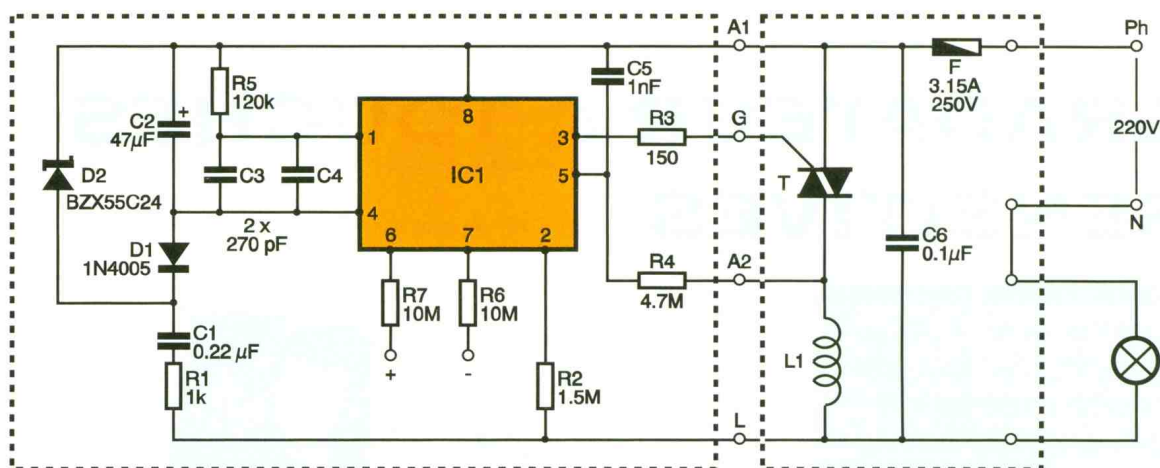 A1
Ph
F
3.15A
250V
R5
120k
C5
1nF
C2
+
47µF
8
R3
G
1
3
150
220V
D2
C3
C4
IC1
T
BZX55C24
5
4
N
2 x
270 pF
6
7
2
D1
1N4005
R4
4.7M
A2
C6
0.1µF
R7
10M
R6
10M
C1
0.22 µF
+
-
L1
R1
1k
R2
1.5M
L